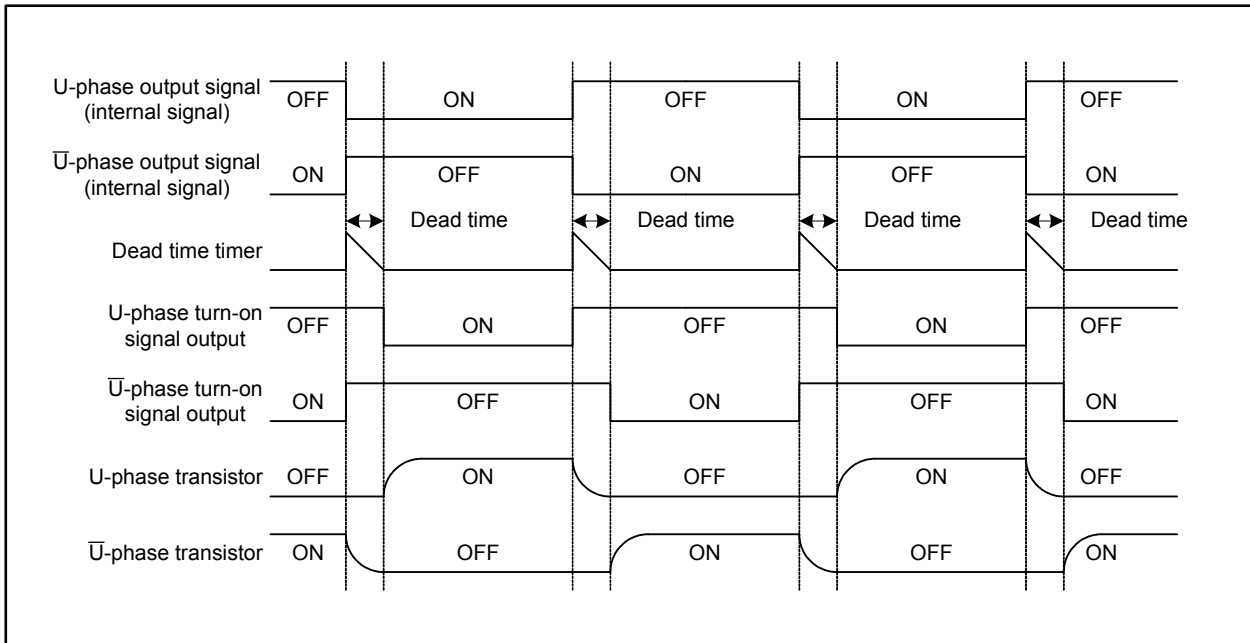 U-phase output signal
(internal signal)
OFF ON OFF ON OFF
U̅-phase output signal
(internal signal)
ON OFF ON OFF ON
Dead time Dead time Dead time Dead time
Dead time timer
U-phase turn-on
signal output
OFF ON OFF ON OFF
U̅-phase turn-on
signal output
ON OFF ON OFF ON
U-phase transistor OFF ON OFF ON OFF
U̅-phase transistor ON OFF ON OFF ON